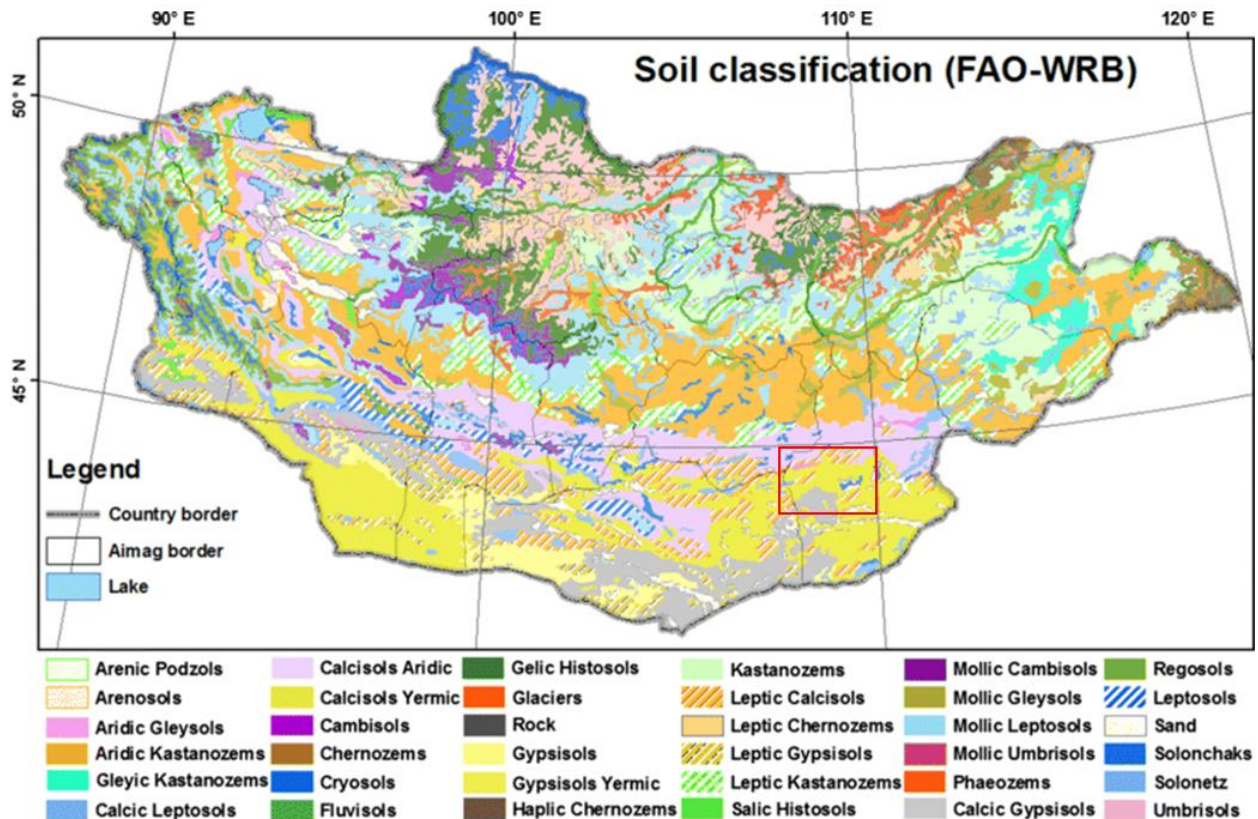 90° E 100° E 110° E 120° E
Soil classification (FAO-WRB)
50° N
45° N
Legend
Country border
Aimag border
Lake
Arenic Podzols
Arenosols
Aridic Gleysols
Aridic Kastanozems
Gleyic Kastanozems
Calcic Leptosols
Calcisols Aridic
Calcisols Yermic
Cambisols
Chernozems
Cryosols
Fluvisols
Gelic Histosols
Glaciers
Rock
Gypsisols
Gypsisols Yermic
Haplic Chernozems
Kastanozems
Leptic Calcisols
Leptic Chernozems
Leptic Gypsisols
Leptic Kastanozems
Salic Histosols
Mollic Cambisols
Mollic Gleysols
Mollic Leptosols
Mollic Umbrisols
Phaeozems
Calcic Gypsisols
Regosols
Leptosols
Sand
Solonchaks
Solonetz
Umbrisols